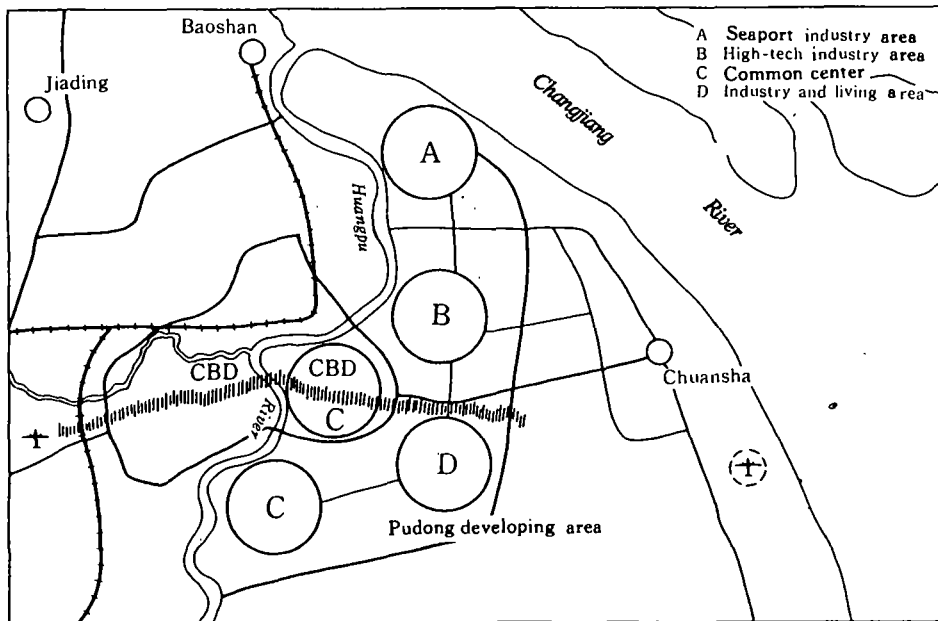 Baoshan
Jiading
A Seaport industry area
B High-tech industry area
C Common center
D Industry and living area
Changjiang
River
A
Huangpu
B
CBD
CBD
C
River
Chuansha
D
C
Pudong developing area